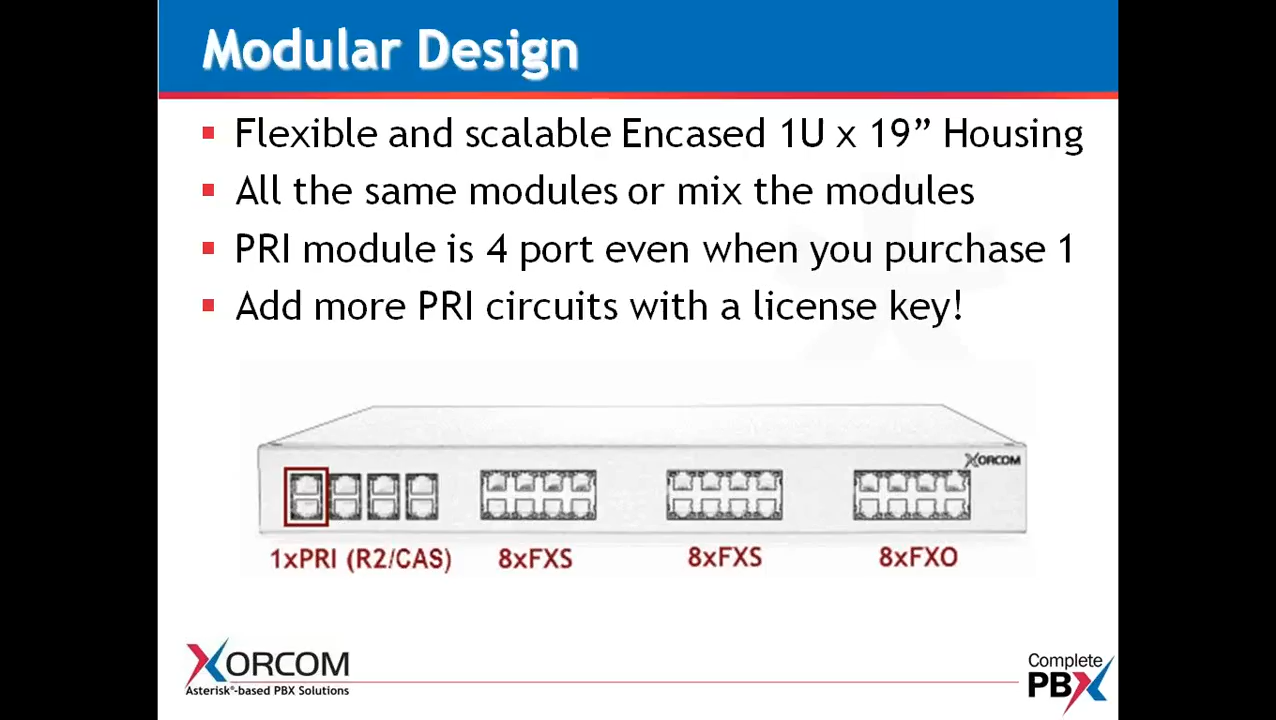 Modular Design
Flexible and scalable Encased 1U x 19” Housing
All the same modules or mix the modules
PRI module is 4 port even when you purchase 1
Add more PRI circuits with a license key!
XORCOM
1xPRI (R2/CAS) 8xFXS 8xFXS 8xFXO
XORCOM
Asterisk®-based PBX Solutions
Complete
PBX